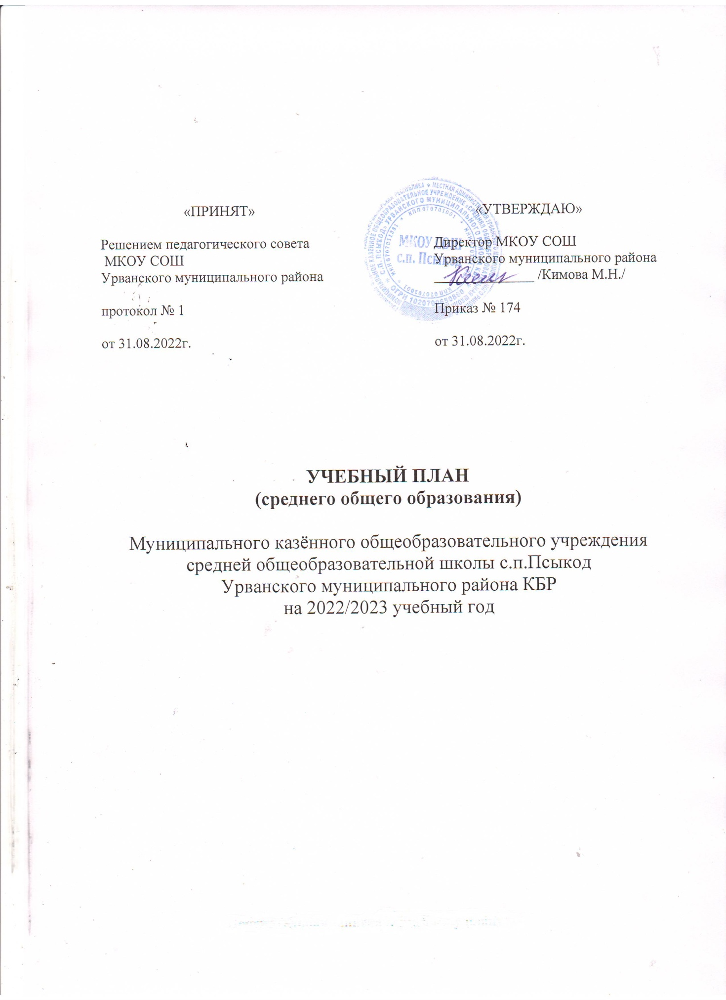 «ПРИНЯТ»
Решением педагогического совета
МКОУ СОШ
Урванского муниципального района
протокол № 1
от 31.08.2022г.
«УТВЕРЖДАЮ»
Директор МКОУ СОШ
Урванского муниципального района
/Кимова М.Н./
Приказ № 174
от 31.08.2022г.
МКОУ СОШ
с.п. Псыкод
УЧЕБНЫЙ ПЛАН
(среднего общего образования)
Муниципального казённого общеобразовательного учреждения
средней общеобразовательной школы с.п.Псыкод
Урванского муниципального района КБР
на 2022/2023 учебный год